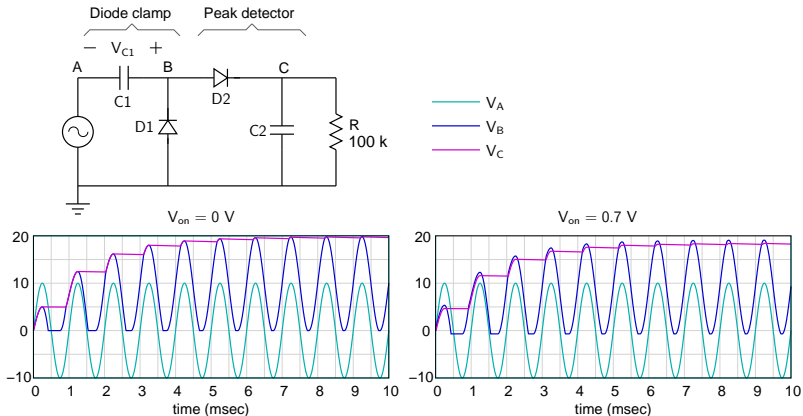 Diode clamp Peak detector
− V_C1 +
A B C
C1 D2
D1 C2 R
100 k
V_A
V_B
V_C
V_on = 0 V V_on = 0.7 V
20 20
10 10
0 0
−10 −10
0 1 2 3 4 5 6 7 8 9 10 0 1 2 3 4 5 6 7 8 9 10
time (msec) time (msec)